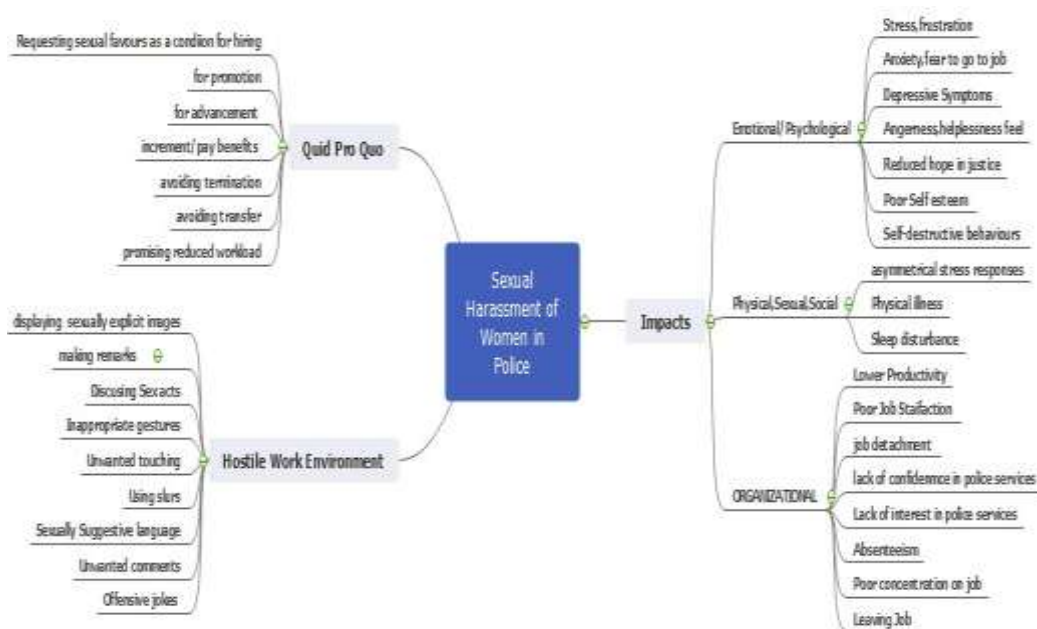 Requesting sexual favours as a condiion for hiring
for promotion
for advancement
increment/ pay benefits
avoiding termination
avoiding transfer
promising reduced workload
Quid Pro Quo
displaying sexually explicit images
making remarks
Discusing Sex acts
Inappropriate gestures
Unwanted touching
Using slurs
Sexually Suggestive language
Unwanted comments
Offensive jokes
Hostile Work Environment
Sexual
Harassment of
Women in
Police
Impacts
Emotional/ Psychological
Stress,frustration
Anxiety,fear to go to job
Depressive Symptoms
Angerness,helplessness feel
Reduced hope in justice
Poor Self esteem
Self-destructive behaviours
Physical,Sexual,Social
asymmetrical stress responses
Physical illness
Sleep disturbance
ORGANIZATIONAL
Lower Productivity
Poor Job Staifaction
job detachment
lack of confidemnce in police services
Lack of interest in police services
Absenteeism
Poor concentration on job
Leaving Job